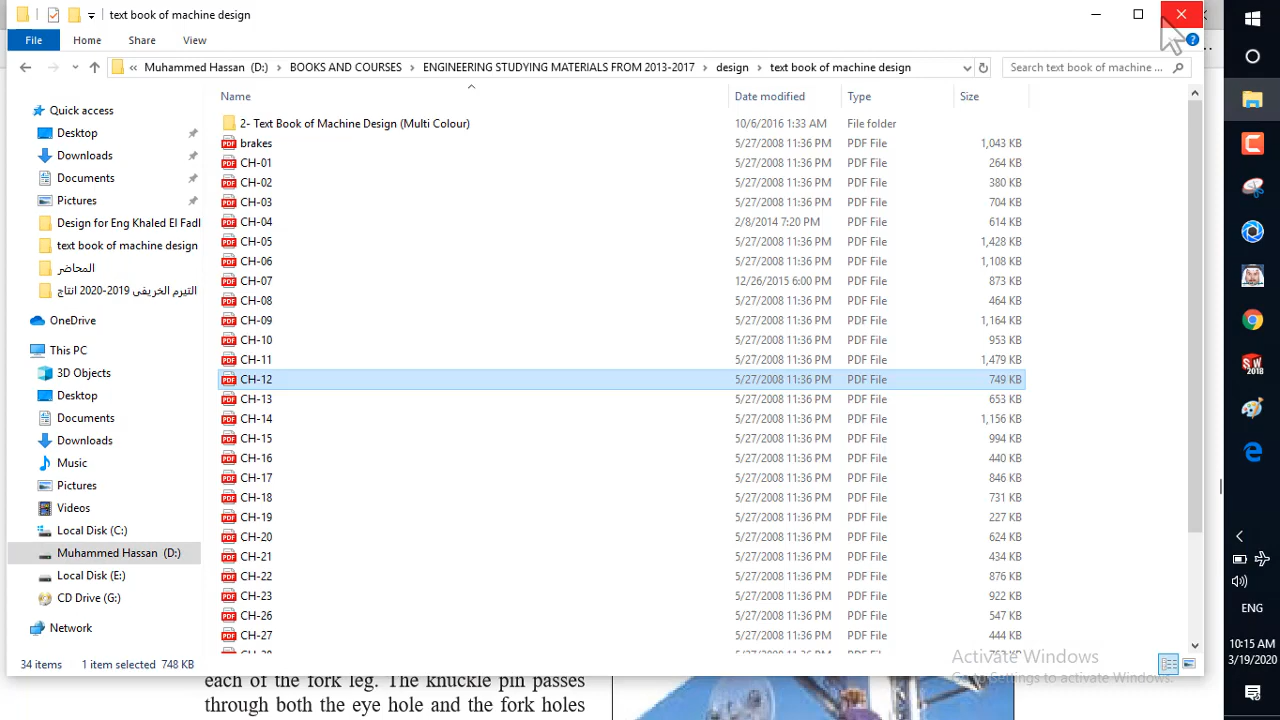 text book of machine design
File Home Share View
« Muhammed Hassan (D:) > BOOKS AND COURSES > ENGINEERING STUDYING MATERIALS FROM 2013-2017 > design > text book of machine design
Search text book of machine ...
Name Date modified Type Size
Quick access
Desktop
Downloads
Documents
Pictures
Design for Eng Khaled El Fadl
text book of machine design
المحاضر
التيرم الخريفى 2019-2020 انتاج
OneDrive
This PC
3D Objects
Desktop
Documents
Downloads
Music
Pictures
Videos
Local Disk (C:)
Muhammed Hassan (D:)
Local Disk (E:)
CD Drive (G:)
Network
2- Text Book of Machine Design (Multi Colour) 10/6/2016 1:33 AM File folder
brakes 5/27/2008 11:36 PM PDF File 1,043 KB
CH-01 5/27/2008 11:36 PM PDF File 264 KB
CH-02 5/27/2008 11:36 PM PDF File 380 KB
CH-03 5/27/2008 11:36 PM PDF File 704 KB
CH-04 2/8/2014 7:20 PM PDF File 614 KB
CH-05 5/27/2008 11:36 PM PDF File 1,428 KB
CH-06 5/27/2008 11:36 PM PDF File 1,108 KB
CH-07 12/26/2015 6:00 PM PDF File 873 KB
CH-08 5/27/2008 11:36 PM PDF File 464 KB
CH-09 5/27/2008 11:36 PM PDF File 1,164 KB
CH-10 5/27/2008 11:36 PM PDF File 953 KB
CH-11 5/27/2008 11:36 PM PDF File 1,479 KB
CH-12 5/27/2008 11:36 PM PDF File 749 KB
CH-13 5/27/2008 11:36 PM PDF File 653 KB
CH-14 5/27/2008 11:36 PM PDF File 1,156 KB
CH-15 5/27/2008 11:36 PM PDF File 994 KB
CH-16 5/27/2008 11:36 PM PDF File 440 KB
CH-17 5/27/2008 11:36 PM PDF File 846 KB
CH-18 5/27/2008 11:36 PM PDF File 731 KB
CH-19 5/27/2008 11:36 PM PDF File 227 KB
CH-20 5/27/2008 11:36 PM PDF File 624 KB
CH-21 5/27/2008 11:36 PM PDF File 434 KB
CH-22 5/27/2008 11:36 PM PDF File 876 KB
CH-23 5/27/2008 11:36 PM PDF File 922 KB
CH-26 5/27/2008 11:36 PM PDF File 547 KB
CH-27 5/27/2008 11:36 PM PDF File 444 KB
34 items 1 item selected 748 KB
Activate Windows
Go to Settings to activate Windows.
each of the fork leg. The knuckle pin passes
through both the eye hole and the fork holes
SW
2018
ENG
10:15 AM
3/19/2020